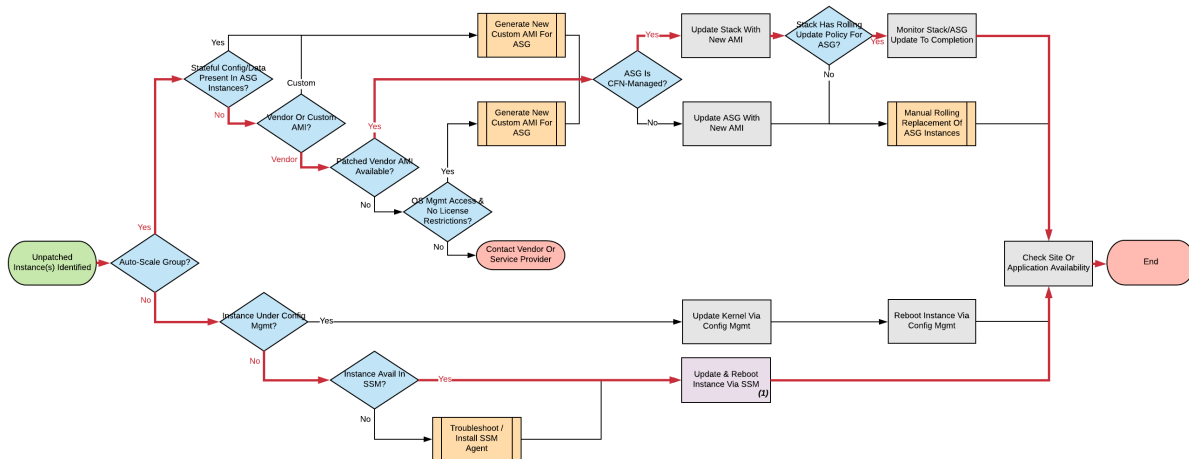 Generate New
Custom AMI For
ASG
Update Stack With
New AMI
Stack Has Rolling
Update Policy For
ASG?
Monitor Stack/ASG
Update To Completion
Yes
Yes
Yes
Stateful Config/Data
Present In ASG
Instances?
ASG Is
CFN-Managed?
No
Custom
No
Vendor Or Custom
AMI?
Yes
Generate New
Custom AMI For
ASG
No
Update ASG With
New AMI
Manual Rolling
Replacement Of
ASG Instances
Vendor
Patched Vendor AMI
Available?
Yes
No
OS Mgmt Access &
No License
Restrictions?
Yes
No
Contact Vendor Or
Service Provider
Unpatched
Instance(s) Identified
Auto-Scale Group?
Check Site Or
Application Availability
End
No
Instance Under Config
Mgmt?
Yes
Update Kernel Via
Config Mgmt
Reboot Instance Via
Config Mgmt
No
Instance Avail In
SSM?
Yes
Update & Reboot
Instance Via SSM
(1)
No
Troubleshoot /
Install SSM
Agent